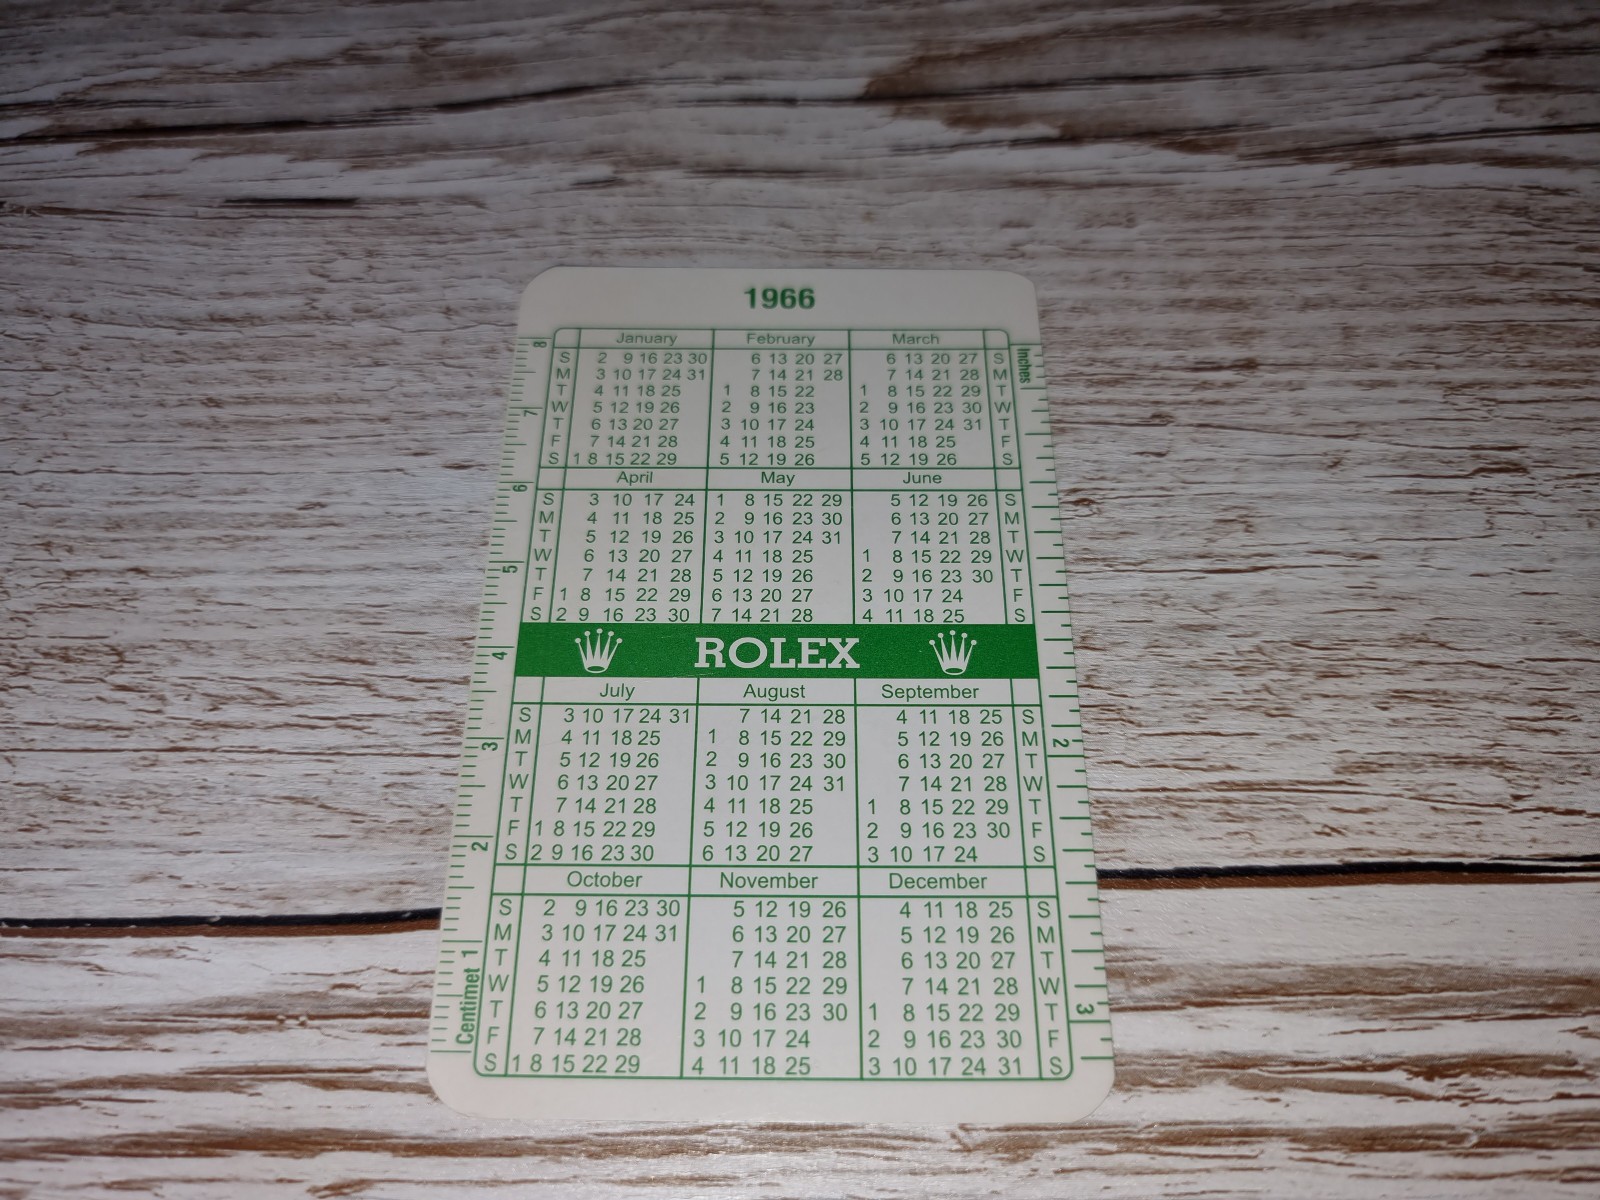 1966
January February March
S 2 9 16 23 30 6 13 20 27 6 13 20 27 S
M 3 10 17 24 31 7 14 21 28 7 14 21 28 M
T 4 11 18 25 1 8 15 22 1 8 15 22 29 T
W 5 12 19 26 2 9 16 23 2 9 16 23 30 W
T 6 13 20 27 3 10 17 24 3 10 17 24 31 T
F 7 14 21 28 4 11 18 25 4 11 18 25 F
S 1 8 15 22 29 5 12 19 26 5 12 19 26 S
April May June
S 3 10 17 24 1 8 15 22 29 5 12 19 26 S
M 4 11 18 25 2 9 16 23 30 6 13 20 27 M
T 5 12 19 26 3 10 17 24 31 7 14 21 28 T
W 6 13 20 27 4 11 18 25 1 8 15 22 29 W
T 7 14 21 28 5 12 19 26 2 9 16 23 30 T
F 1 8 15 22 29 6 13 20 27 3 10 17 24 F
S 2 9 16 23 30 7 14 21 28 4 11 18 25 S
ROLEX
July August September
S 3 10 17 24 31 7 14 21 28 4 11 18 25 S
M 4 11 18 25 1 8 15 22 29 5 12 19 26 M
T 5 12 19 26 2 9 16 23 30 6 13 20 27 T
W 6 13 20 27 3 10 17 24 31 7 14 21 28 W
T 7 14 21 28 4 11 18 25 1 8 15 22 29 T
F 1 8 15 22 29 5 12 19 26 2 9 16 23 30 F
S 2 9 16 23 30 6 13 20 27 3 10 17 24 S
October November December
S 2 9 16 23 30 5 12 19 26 4 11 18 25 S
M 3 10 17 24 31 6 13 20 27 5 12 19 26 M
T 4 11 18 25 7 14 21 28 6 13 20 27 T
W 5 12 19 26 1 8 15 22 29 7 14 21 28 W
T 6 13 20 27 2 9 16 23 30 1 8 15 22 29 T
F 7 14 21 28 3 10 17 24 2 9 16 23 30 F
S 1 8 15 22 29 4 11 18 25 3 10 17 24 31 S
Centimet 1 2 3 4 5 6 7 8
Inches 2 3